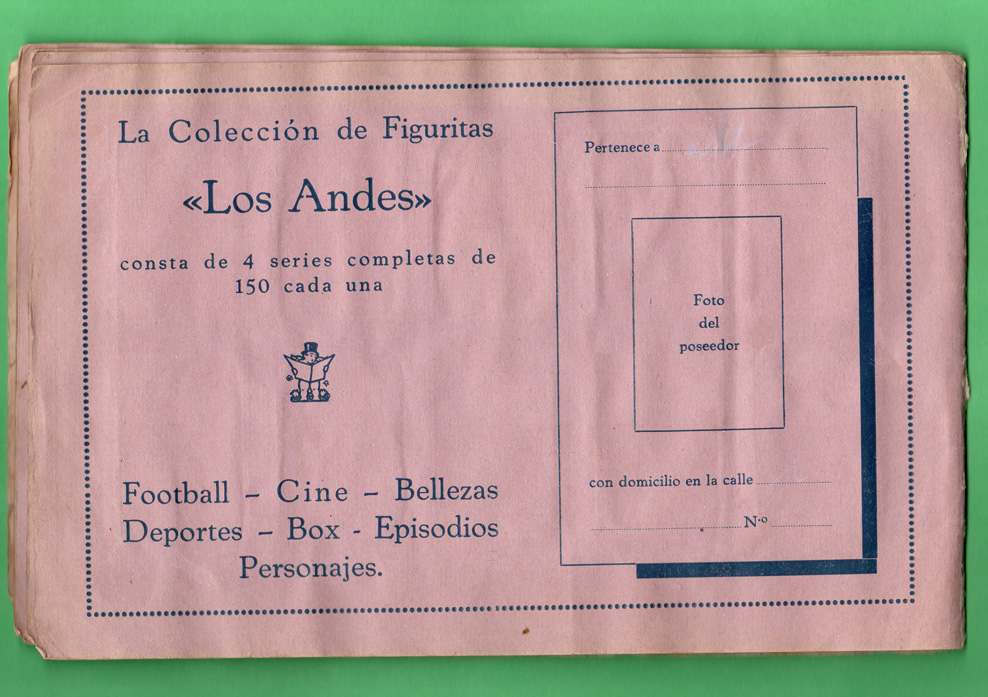 La Colección de Figuritas
«Los Andes»
consta de 4 series completas de
150 cada una
Football - Cine - Bellezas
Deportes - Box - Episodios
Personajes.
Pertenece a
Foto
del
poseedor
con domicilio en la calle
N.º